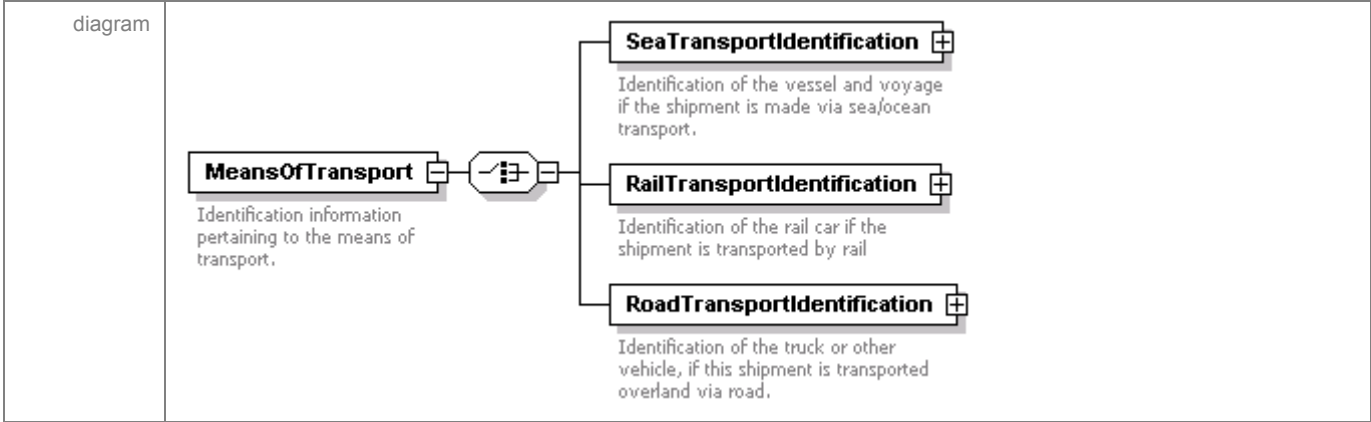 diagram
SeaTransportIdentification
Identification of the vessel and voyage
if the shipment is made via sea/ocean
transport.
MeansOfTransport
Identification information
pertaining to the means of
transport.
RailTransportIdentification
Identification of the rail car if the
shipment is transported by rail
RoadTransportIdentification
Identification of the truck or other
vehicle, if this shipment is transported
overland via road.